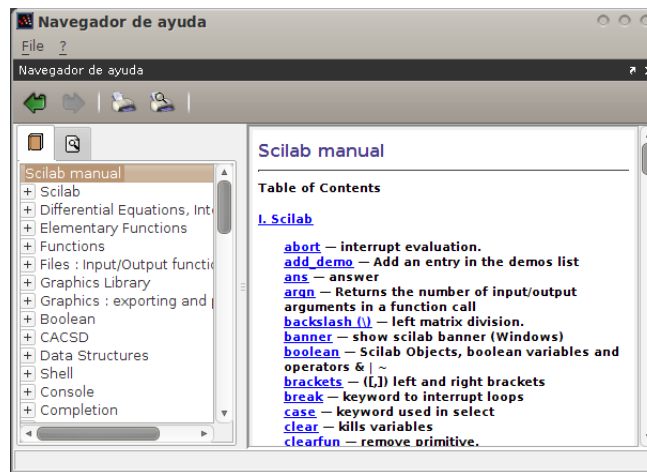 Navegador de ayuda
File ?
Navegador de ayuda
Scilab manual
+ Scilab
+ Differential Equations, Int
+ Elementary Functions
+ Functions
+ Files : Input/Output functi
+ Graphics Library
+ Graphics : exporting and
+ Boolean
+ CACSD
+ Data Structures
+ Shell
+ Console
+ Completion
Scilab manual
Table of Contents
I. Scilab
abort — interrupt evaluation.
add_demo — Add an entry in the demos list
ans — answer
argn — Returns the number of input/output
arguments in a function call
backslash (\) — left matrix division.
banner — show scilab banner (Windows)
boolean — Scilab Objects, boolean variables and
operators & | ~
brackets — ([,]) left and right brackets
break — keyword to interrupt loops
case — keyword used in select
clear — kills variables
clearfun — remove primitive.